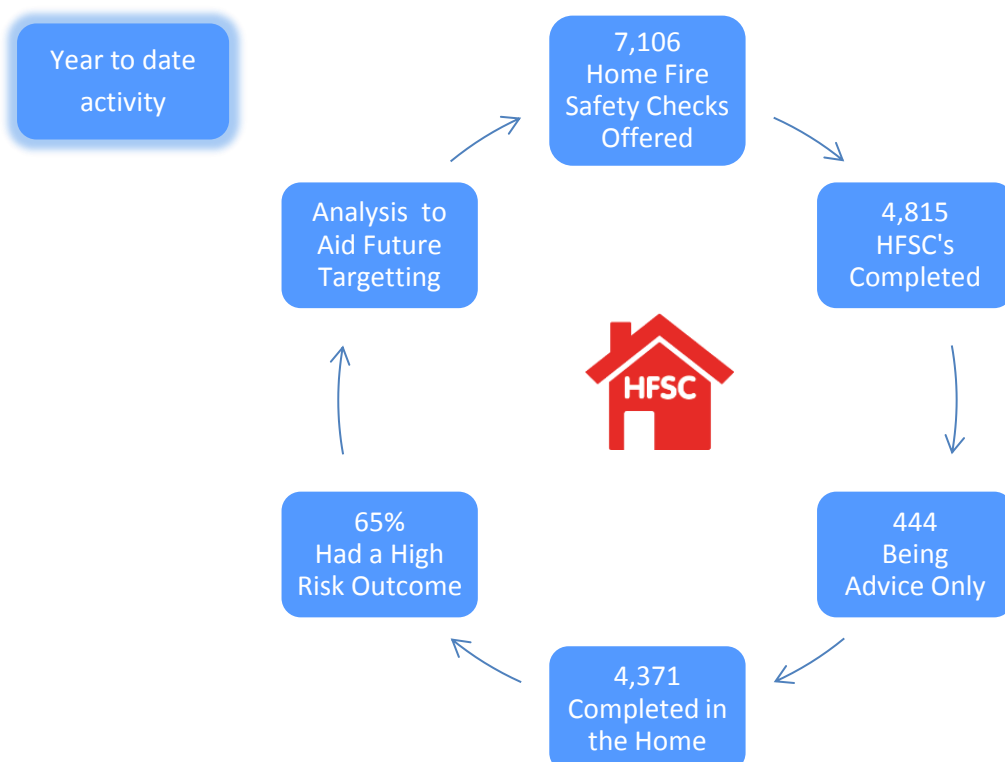 Year to date
activity
7,106
Home Fire
Safety Checks
Offered
4,815
HFSC's
Completed
444
Being
Advice Only
4,371
Completed in
the Home
65%
Had a High
Risk Outcome
Analysis to
Aid Future
Targetting
HFSC